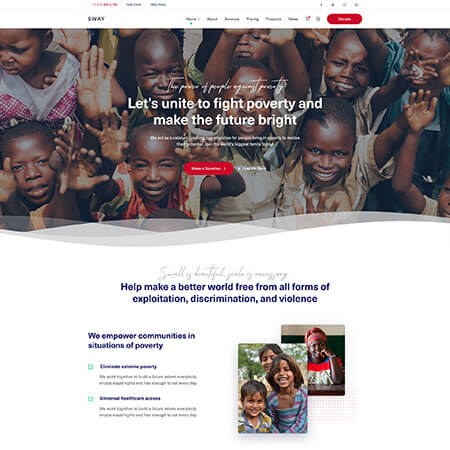 Help Desk
Why Sway
SWAY
Home
About
Services
Pricing
Products
News
Donate
The power of people against poverty
Let's unite to fight poverty and
make the future bright
We act as a catalyst, creating opportunities for people living in poverty to realise
their potential. Join the world's biggest family today!
Make a Donation
Small is beautiful, scale is necessary
Help make a better world free from all forms of
exploitation, discrimination, and violence
We empower communities in
situations of poverty
Eliminate extreme poverty
We work together to build a future where everybody
enjoys equal rights and has enough to eat every day
Universal healthcare access
We work together to build a future where everybody
enjoys equal rights and has enough to eat every day